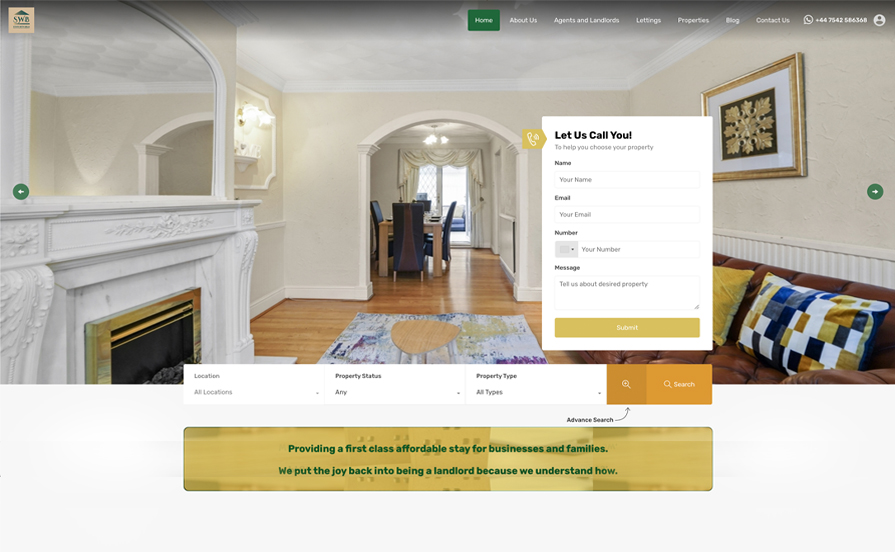 SWB
Home
About Us
Agents and Landlords
Lettings
Properties
Blog
Contact Us
+44 7542 586368
Let Us Call You!
To help you choose your property
Name
Your Name
Email
Your Email
Number
Your Number
Message
Tell us about desired property
Submit
Location
Property Status
Property Type
All Locations
Any
All Types
Search
Advance Search
Providing a first class affordable stay for businesses and families.
We put the joy back into being a landlord because we understand how.